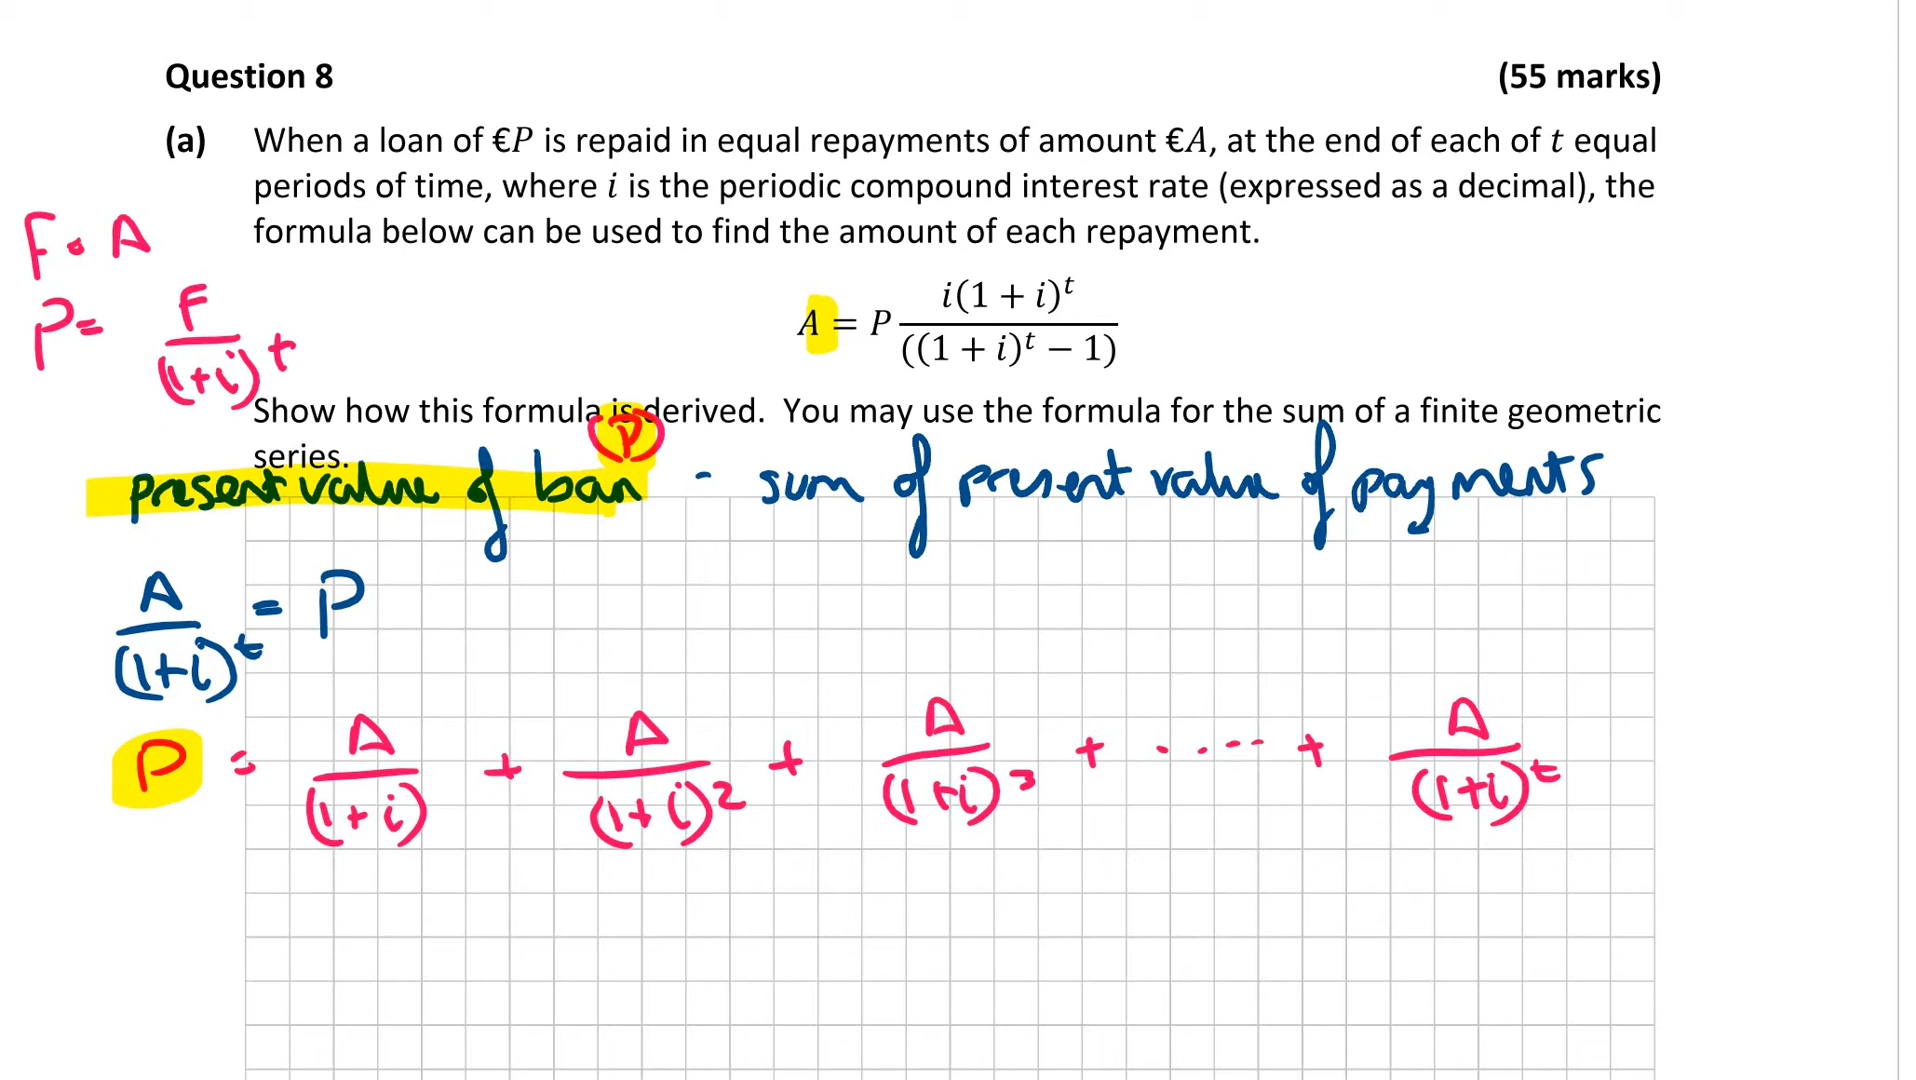 Question 8 (55 marks)
(a) When a loan of €P is repaid in equal repayments of amount €A, at the end of each of t equal
periods of time, where i is the periodic compound interest rate (expressed as a decimal), the
formula below can be used to find the amount of each repayment.
F · A
P = F/(1+i)^t
A = P i(1 + i)^t/((1 + i)^t − 1)
Show how this formula is derived. You may use the formula for the sum of a finite geometric
series.
(P)
present value of loan - sum of present value of payments
A/(1+i)^t = P
P = A/(1+i) + A/(1+i)^2 + A/(1+i)^3 + ..... + A/(1+i)^t